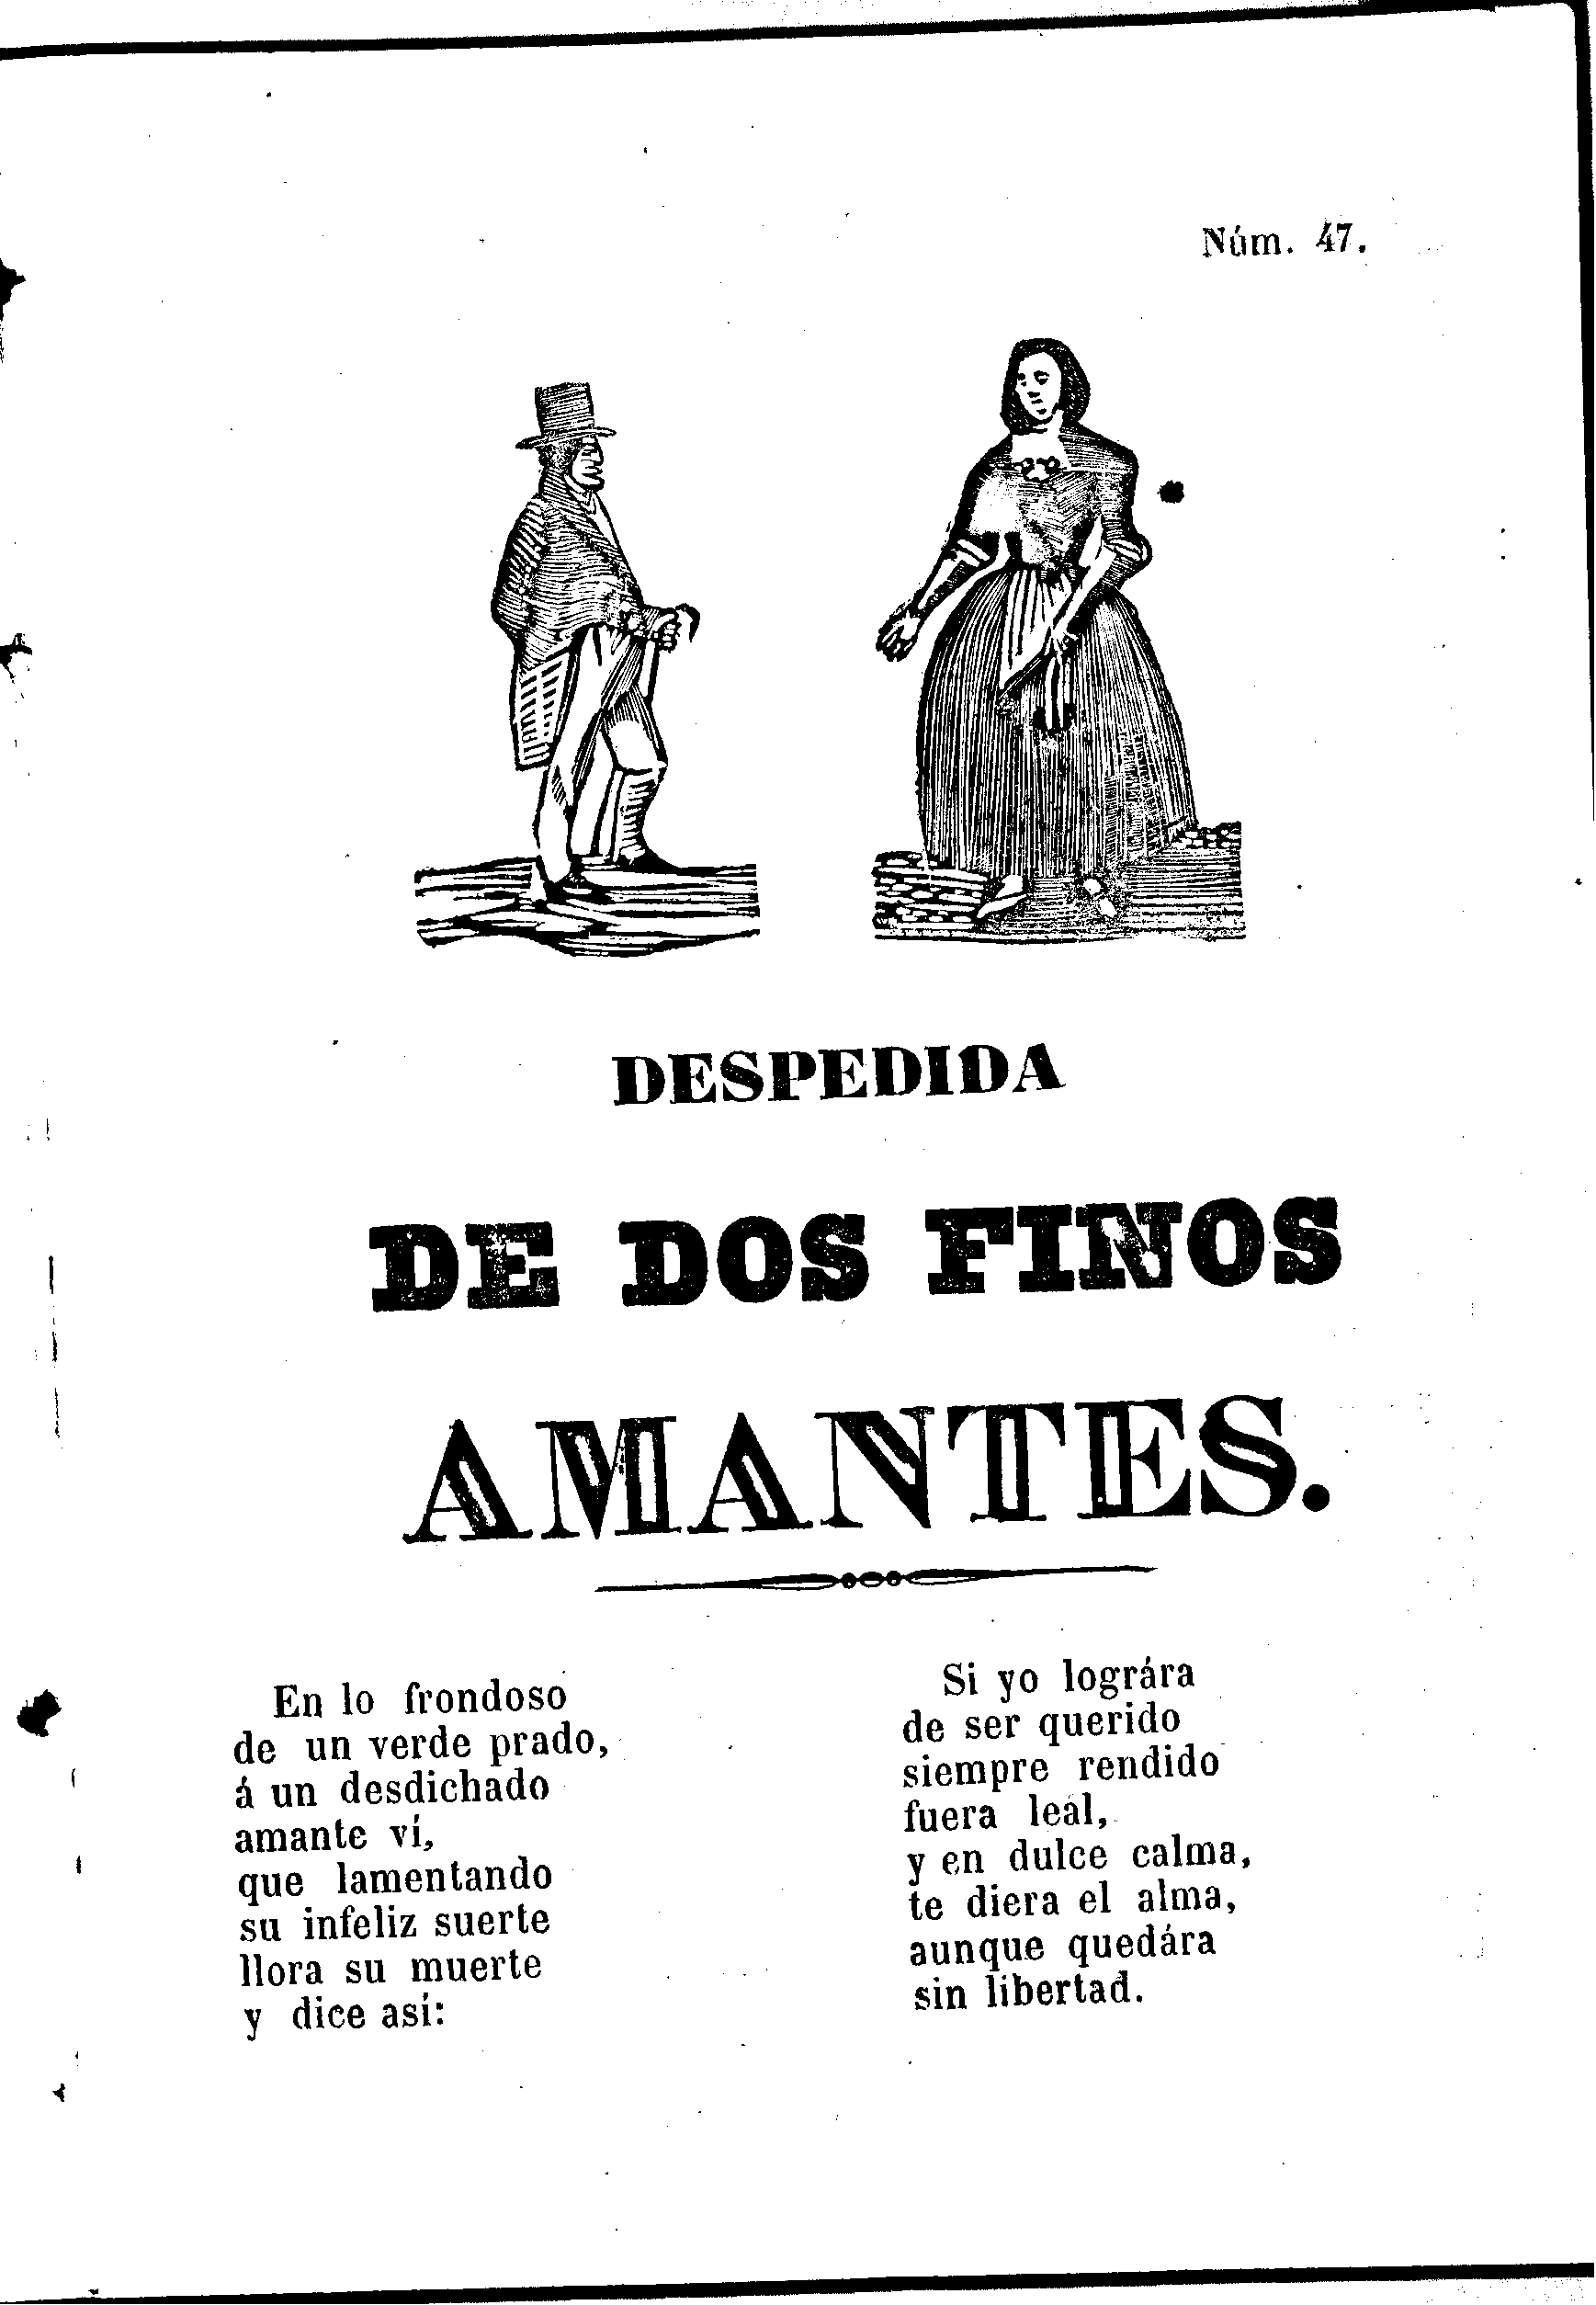 Núm. 47.
DESPEDIDA
DE DOS FINOS
AMANTES.
En lo frondoso
de un verde prado,
á un desdichado
amante ví,
que lamentando
su infeliz suerte
llora su muerte
y dice así:
Si yo lográra
de ser querido
siempre rendido
fuera leal,
y en dulce calma,
te diera el alma,
aunque quedára
sin libertad.